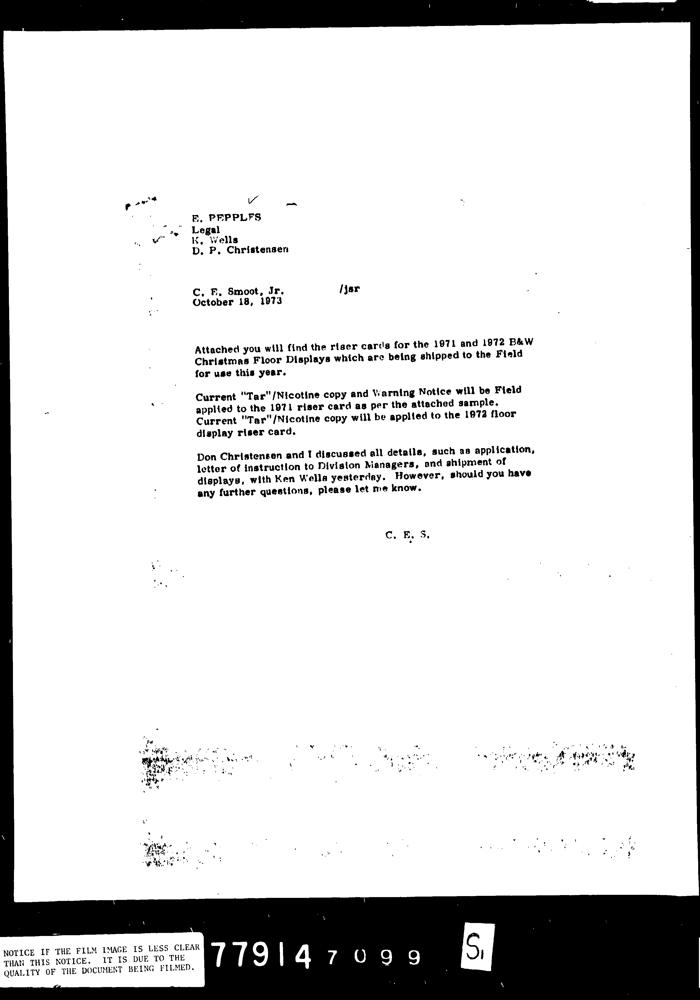 E. PEPPLES
Legal
K. Wells
D. P. Christensen
C. E. Smoot, Jr. /jsr
October 18, 1973
Attached you will find the riser cards for the 1971 and 1972 B&W
Christmas Floor Displays which are being shipped to the Field
for use this year.
Current "Tar"/Nicotine copy and Warning Notice will be Field
applied to the 1971 riser card as per the attached sample.
Current "Tar"/Nicotine copy will be applied to the 1972 floor
display riser card.
Don Christensen and I discussed all details, such as application,
letter of instruction to Division Managers, and shipment of
displays, with Ken Wells yesterday. However, should you have
any further questions, please let me know.
C. E. S.
NOTICE IF THE FILM IMAGE IS LESS CLEAR
THAN THIS NOTICE. IT IS DUE TO THE
QUALITY OF THE DOCUMENT BEING FILMED.
77914 7099
S1